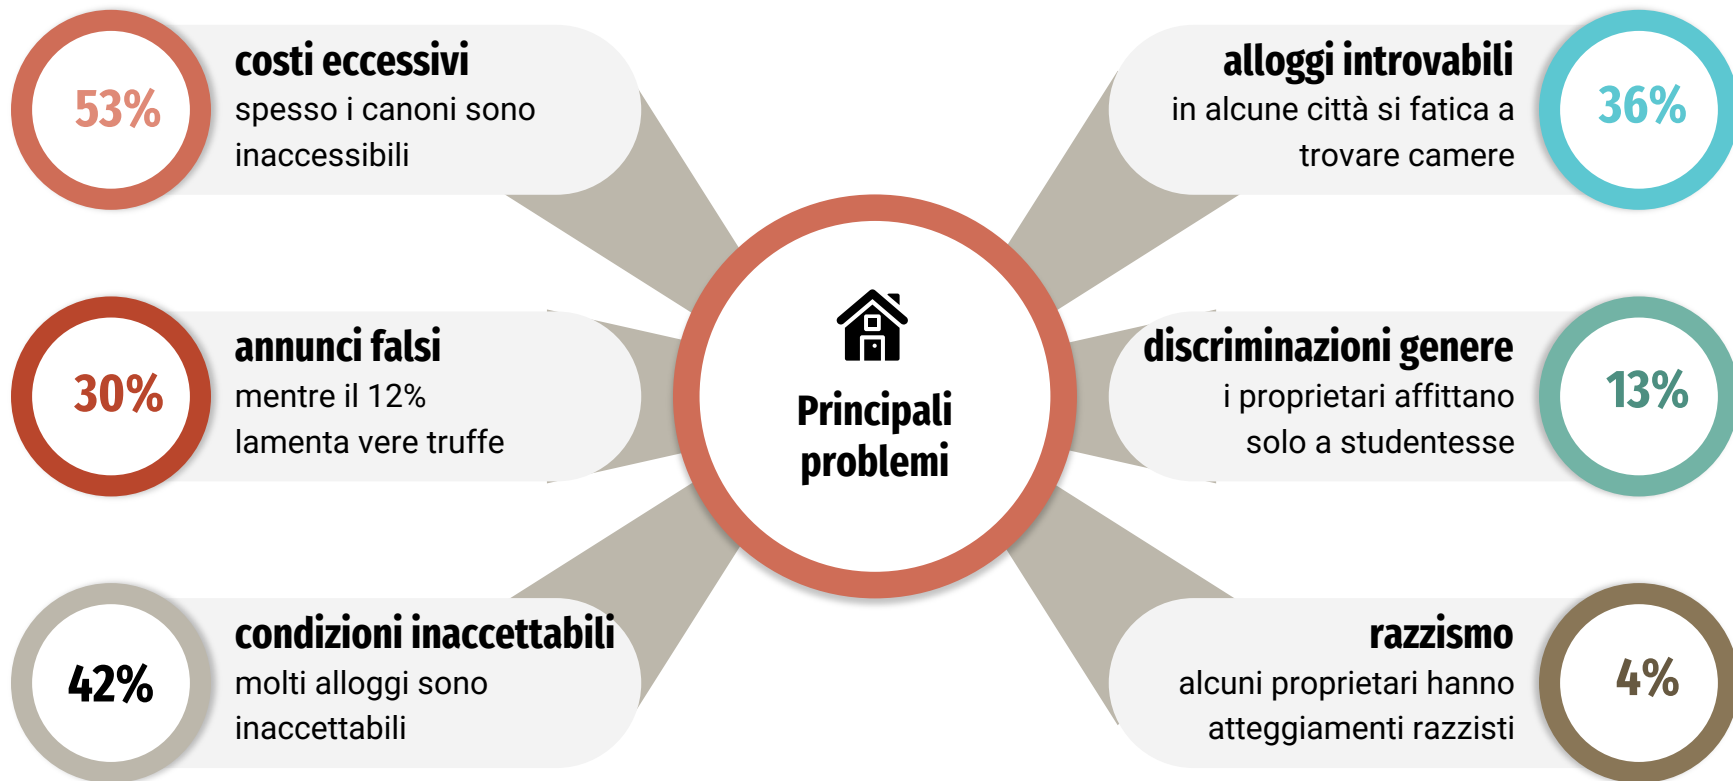 53%
costi eccessivi
spesso i canoni sono
inaccessibili
30%
annunci falsi
mentre il 12%
lamenta vere truffe
42%
condizioni inaccettabili
molti alloggi sono
inaccettabili
Principali
problemi
alloggi introvabili
in alcune città si fatica a
trovare camere
36%
discriminazioni genere
i proprietari affittano
solo a studentesse
13%
razzismo
alcuni proprietari hanno
atteggiamenti razzisti
4%